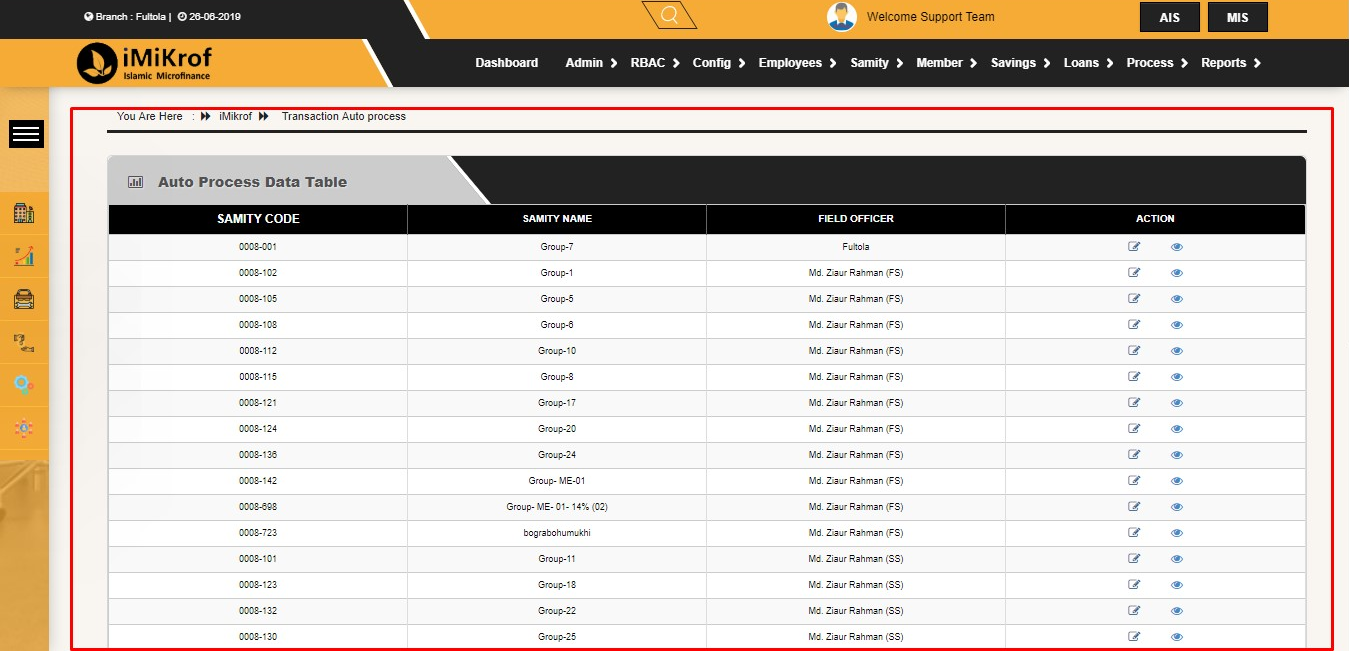 Branch : Fultola | 26-06-2019
Welcome Support Team
AIS MIS
iMiKrof
Islamic Microfinance
Dashboard Admin RBAC Config Employees Samity Member Savings Loans Process Reports
You Are Here : iMikrof Transaction Auto process
Auto Process Data Table
SAMITY CODE SAMITY NAME FIELD OFFICER ACTION
0008-001 Group-7 Fultola
0008-102 Group-1 Md. Ziaur Rahman (FS)
0008-105 Group-5 Md. Ziaur Rahman (FS)
0008-108 Group-6 Md. Ziaur Rahman (FS)
0008-112 Group-10 Md. Ziaur Rahman (FS)
0008-115 Group-8 Md. Ziaur Rahman (FS)
0008-121 Group-17 Md. Ziaur Rahman (FS)
0008-124 Group-20 Md. Ziaur Rahman (FS)
0008-136 Group-24 Md. Ziaur Rahman (FS)
0008-142 Group- ME-01 Md. Ziaur Rahman (FS)
0008-698 Group- ME- 01- 14% (02) Md. Ziaur Rahman (FS)
0008-723 bograbohumukhi Md. Ziaur Rahman (FS)
0008-101 Group-11 Md. Ziaur Rahman (SS)
0008-123 Group-18 Md. Ziaur Rahman (SS)
0008-132 Group-22 Md. Ziaur Rahman (SS)
0008-130 Group-25 Md. Ziaur Rahman (SS)